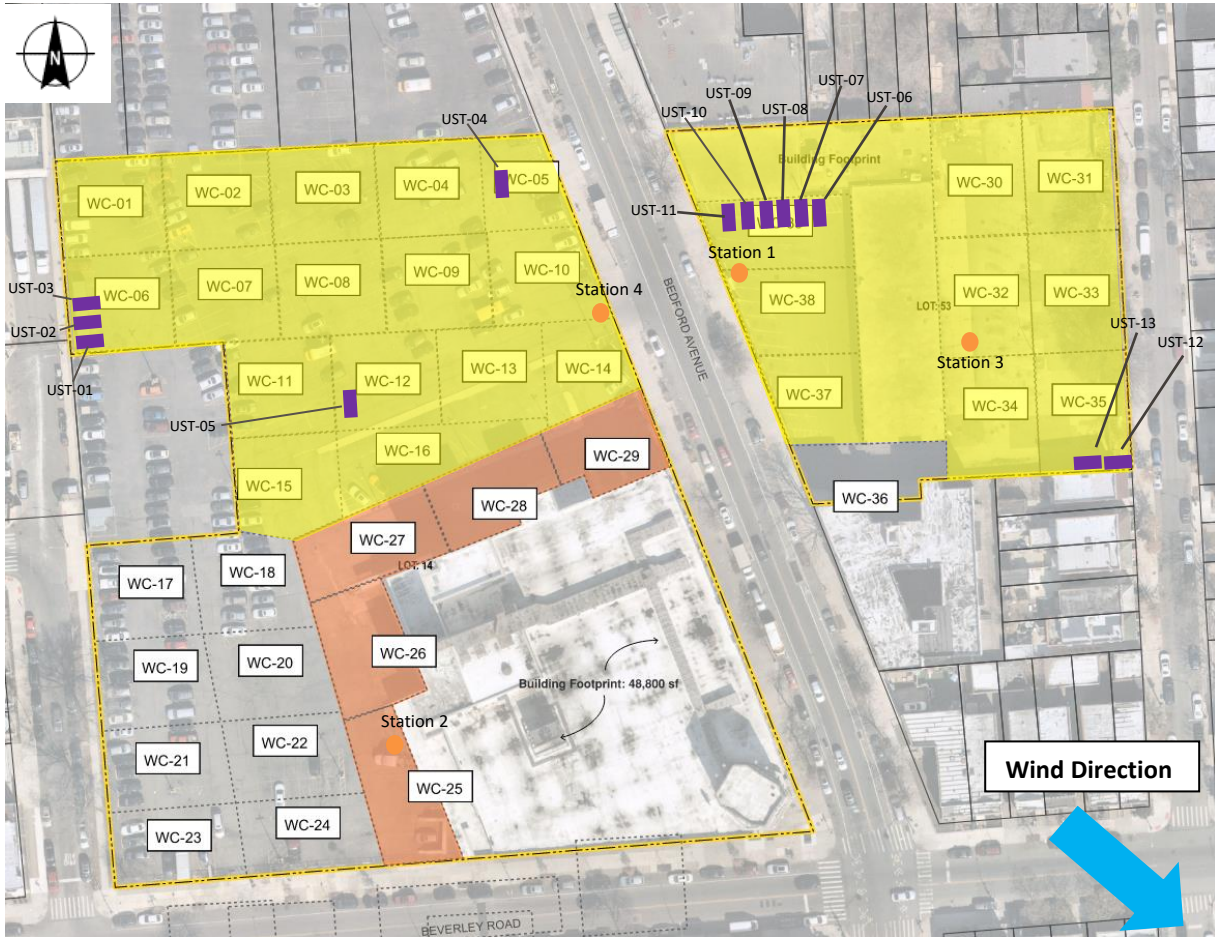 N
UST-07
UST-09
UST-08
UST-06
UST-10
UST-04
Building Footprint
WC-01
WC-02
WC-03
WC-04
WC-05
WC-30
WC-31
UST-11
Station 1
UST-03
WC-06
WC-07
WC-08
WC-09
WC-10
Station 4
BEDFORD AVENUE
WC-38
LOT: 53
WC-32
WC-33
UST-02
UST-13
UST-12
Station 3
UST-01
WC-11
WC-12
WC-13
WC-14
WC-37
WC-34
WC-35
UST-05
WC-16
WC-15
WC-29
WC-28
WC-36
WC-27
LOT: 14
WC-17
WC-18
WC-26
WC-19
WC-20
Building Footprint: 48,800 sf
Station 2
WC-21
WC-22
WC-25
Wind Direction
WC-23
WC-24
BEVERLEY ROAD